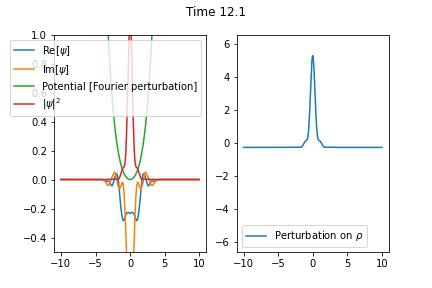 Time 12.1
1.0
0.8
0.6
0.4
0.2
0.0
−0.2
−0.4
Re[ψ]
Im[ψ]
Potential [Fourier perturbation]
|ψ|²
−10 −5 0 5 10
6
4
2
0
−2
−4
−6
Perturbation on ρ
−10 −5 0 5 10